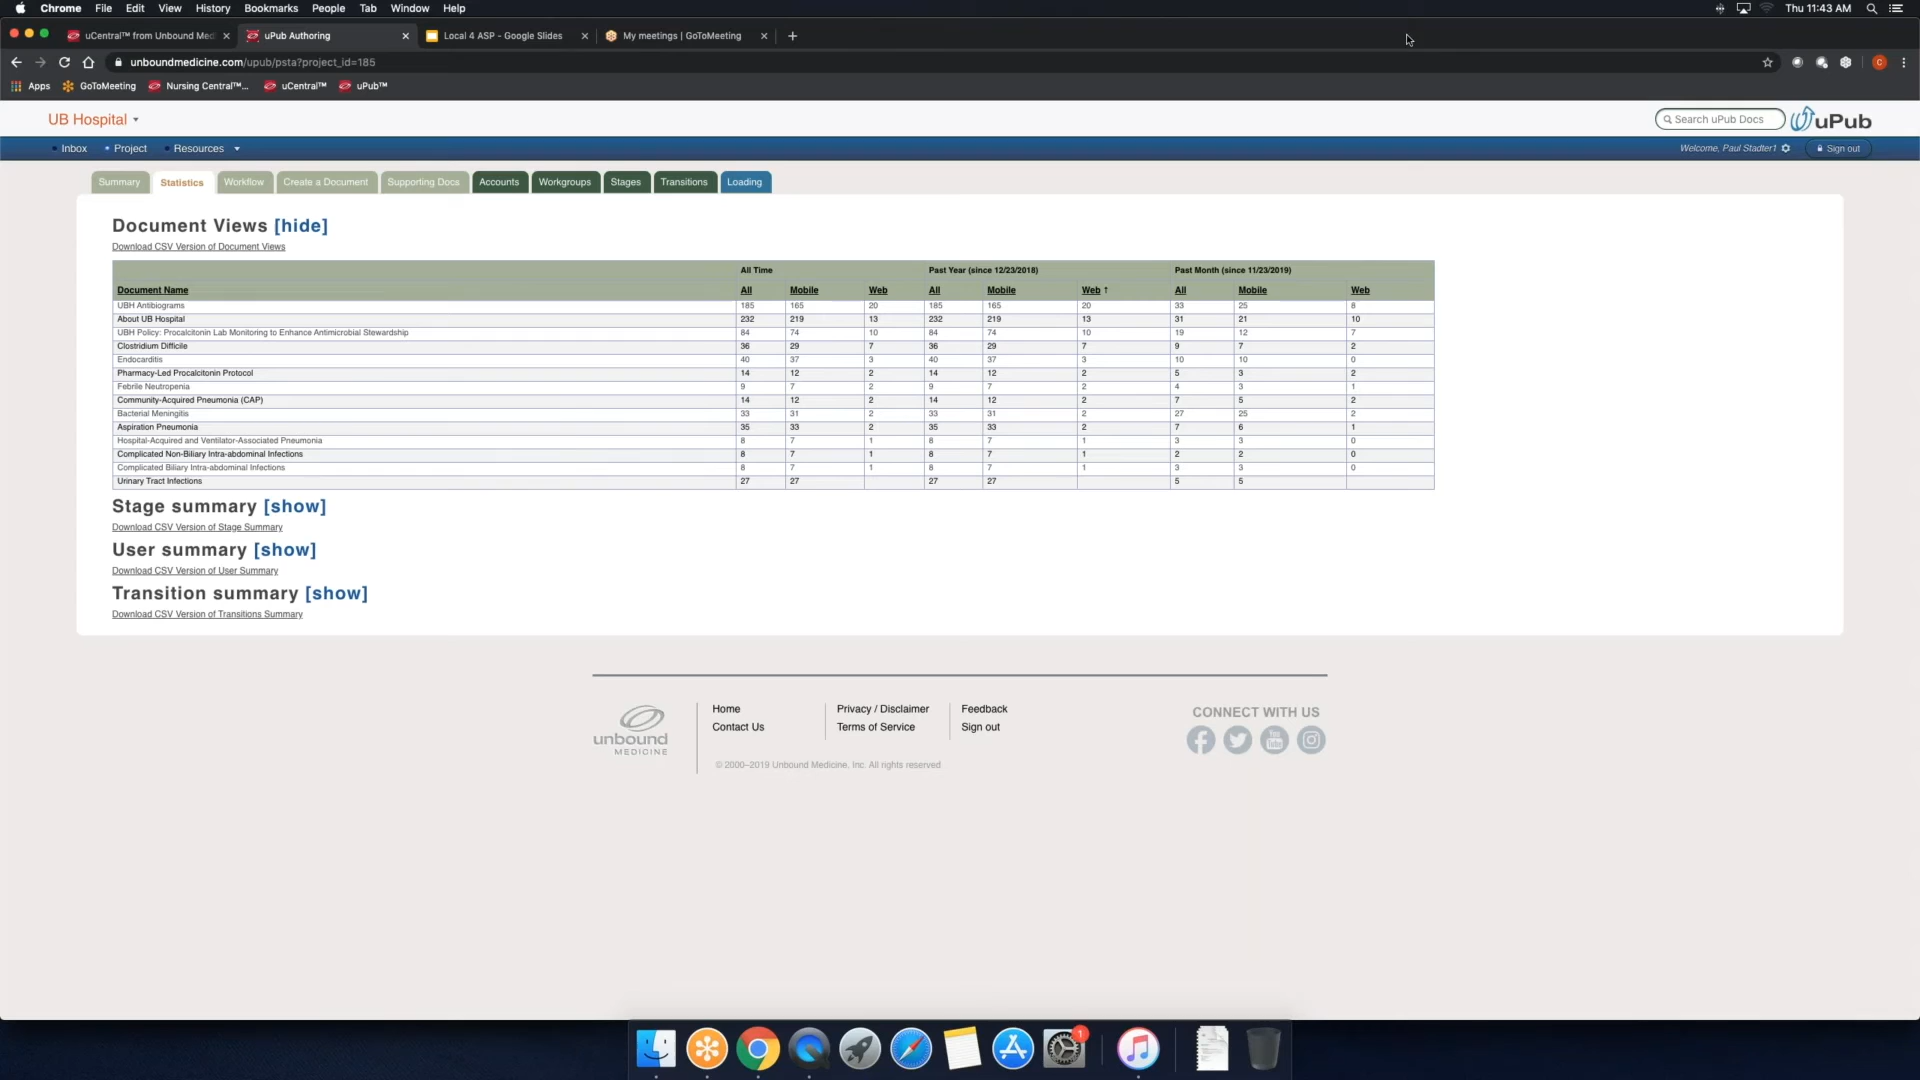 Chrome File Edit View History Bookmarks People Tab Window Help Thu 11:43 AM
uCentral™ from Unbound Med uPub Authoring Local 4 ASP - Google Slides My meetings | GoToMeeting
unboundmedicine.com/upub/psta?project_id=185 C
Apps GoToMeeting Nursing Central™... uCentral™ uPub™
UB Hospital Search uPub Docs uPub
Inbox Project Resources Welcome, Paul Stadter1 Sign out
Summary Statistics Workflow Create a Document Supporting Docs Accounts Workgroups Stages Transitions Loading
Document Views [hide]
Download CSV Version of Document Views
All Time Past Year (since 12/23/2018) Past Month (since 11/23/2019)
Document Name All Mobile Web All Mobile Web ↑ All Mobile Web
UBH Antibiograms 185 165 20 185 165 20 33 25 8
About UB Hospital 232 219 13 232 219 13 31 21 10
UBH Policy: Procalcitonin Lab Monitoring to Enhance Antimicrobial Stewardship 84 74 10 84 74 10 19 12 7
Clostridium Difficile 36 29 7 36 29 7 9 7 2
Endocarditis 40 37 3 40 37 3 10 10 0
Pharmacy-Led Procalcitonin Protocol 14 12 2 14 12 2 5 3 2
Febrile Neutropenia 9 7 2 9 7 2 4 3 1
Community-Acquired Pneumonia (CAP) 14 12 2 14 12 2 7 5 2
Bacterial Meningitis 33 31 2 33 31 2 27 25 2
Aspiration Pneumonia 35 33 2 35 33 2 7 6 1
Hospital-Acquired and Ventilator-Associated Pneumonia 8 7 1 8 7 1 3 3 0
Complicated Non-Biliary Intra-abdominal Infections 8 7 1 8 7 1 2 2 0
Complicated Biliary Intra-abdominal Infections 8 7 1 8 7 1 3 3 0
Urinary Tract Infections 27 27 27 27 5 5
Stage summary [show]
Download CSV Version of Stage Summary
User summary [show]
Download CSV Version of User Summary
Transition summary [show]
Download CSV Version of Transitions Summary
unbound MEDICINE
Home Privacy / Disclaimer Feedback
Contact Us Terms of Service Sign out
© 2000–2019 Unbound Medicine, Inc. All rights reserved
CONNECT WITH US
You Tube
1